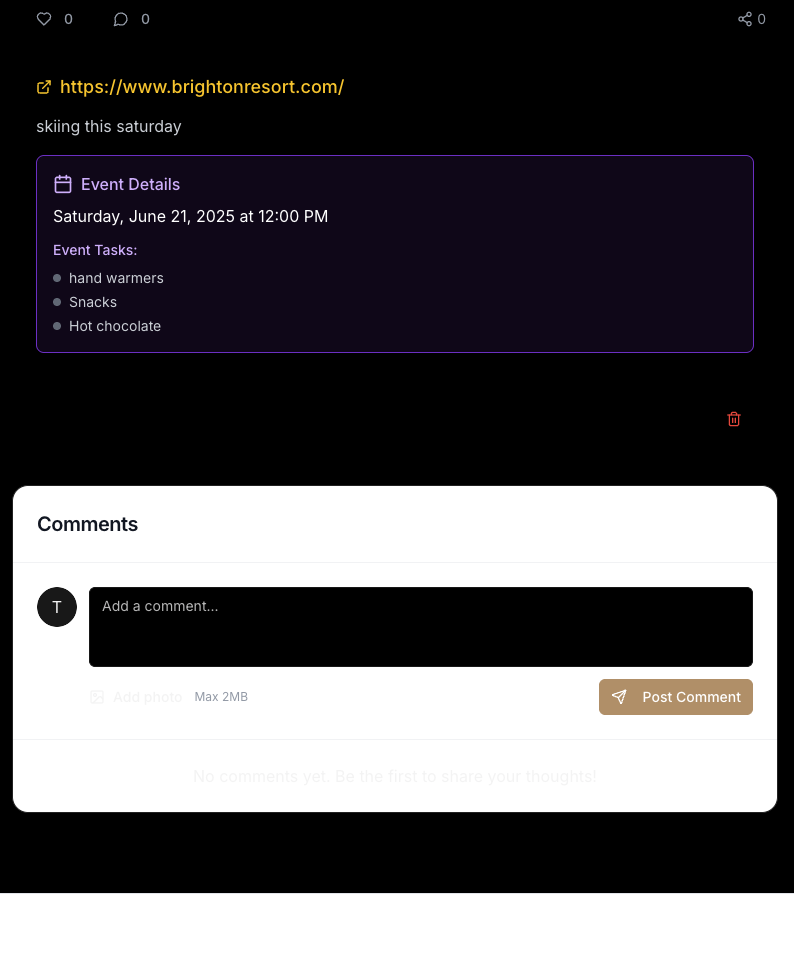 0 0 0
https://www.brightonresort.com/
skiing this saturday
Event Details
Saturday, June 21, 2025 at 12:00 PM
Event Tasks:
hand warmers
Snacks
Hot chocolate
Comments
T
Add a comment...
Add photo Max 2MB Post Comment
No comments yet. Be the first to share your thoughts!